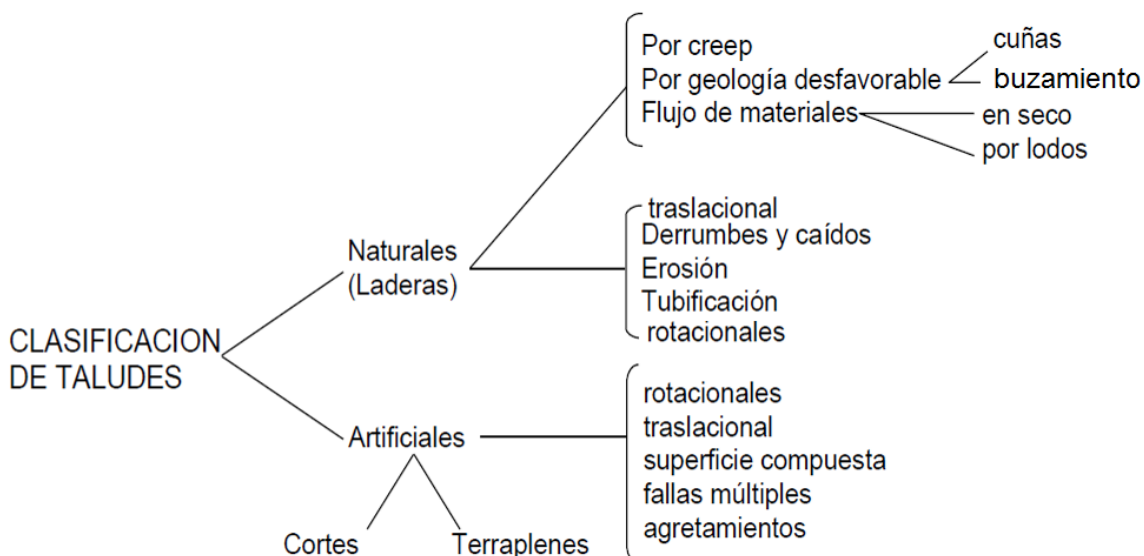 CLASIFICACION
DE TALUDES
Naturales
(Laderas)
Por creep
Por geología desfavorable
cuñas
buzamiento
Flujo de materiales
en seco
por lodos
traslacional
Derrumbes y caídos
Erosión
Tubificación
rotacionales
Artificiales
Cortes
Terraplenes
rotacionales
traslacional
superficie compuesta
fallas múltiples
agretamientos